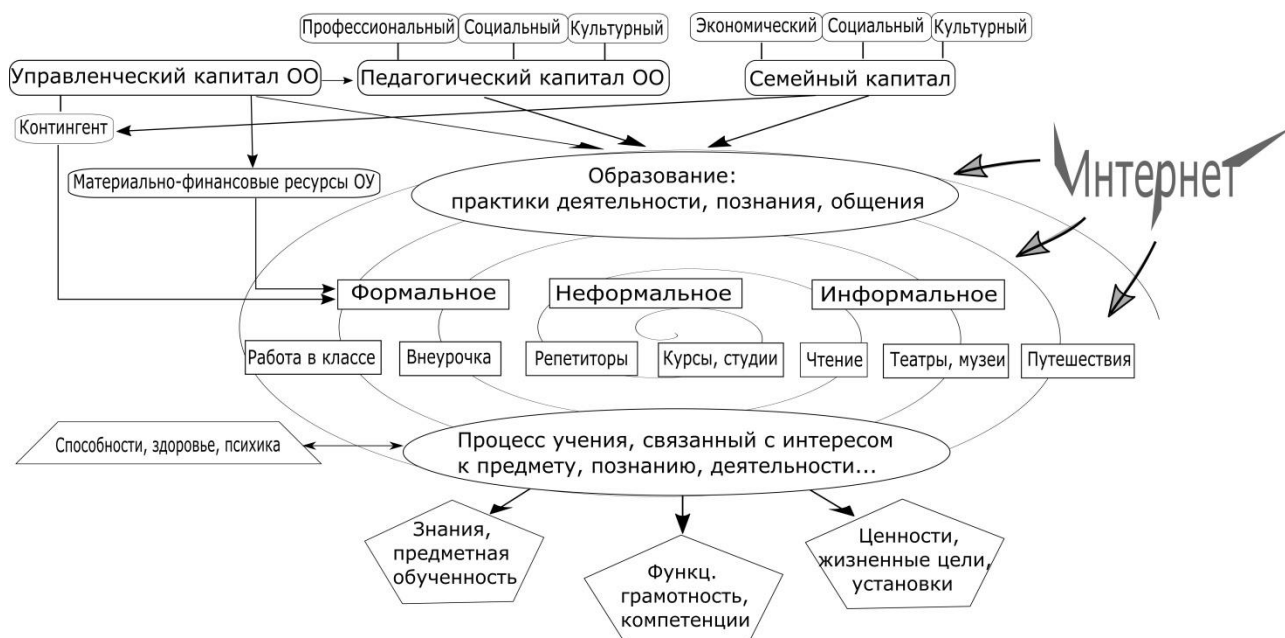 Профессиональный Социальный Культурный
Экономический Социальный Культурный
Управленческий капитал ОО
Педагогический капитал ОО
Семейный капитал
Контингент
Материально-финансовые ресурсы ОУ
Интернет
Образование:
практики деятельности, познания, общения
Формальное
Неформальное
Информальное
Работа в классе
Внеурочка
Репетиторы
Курсы, студии
Чтение
Театры, музеи
Путешествия
Способности, здоровье, психика
Процесс учения, связанный с интересом
к предмету, познанию, деятельности...
Знания,
предметная
обученность
Функц.
грамотность,
компетенции
Ценности,
жизненные цели,
установки